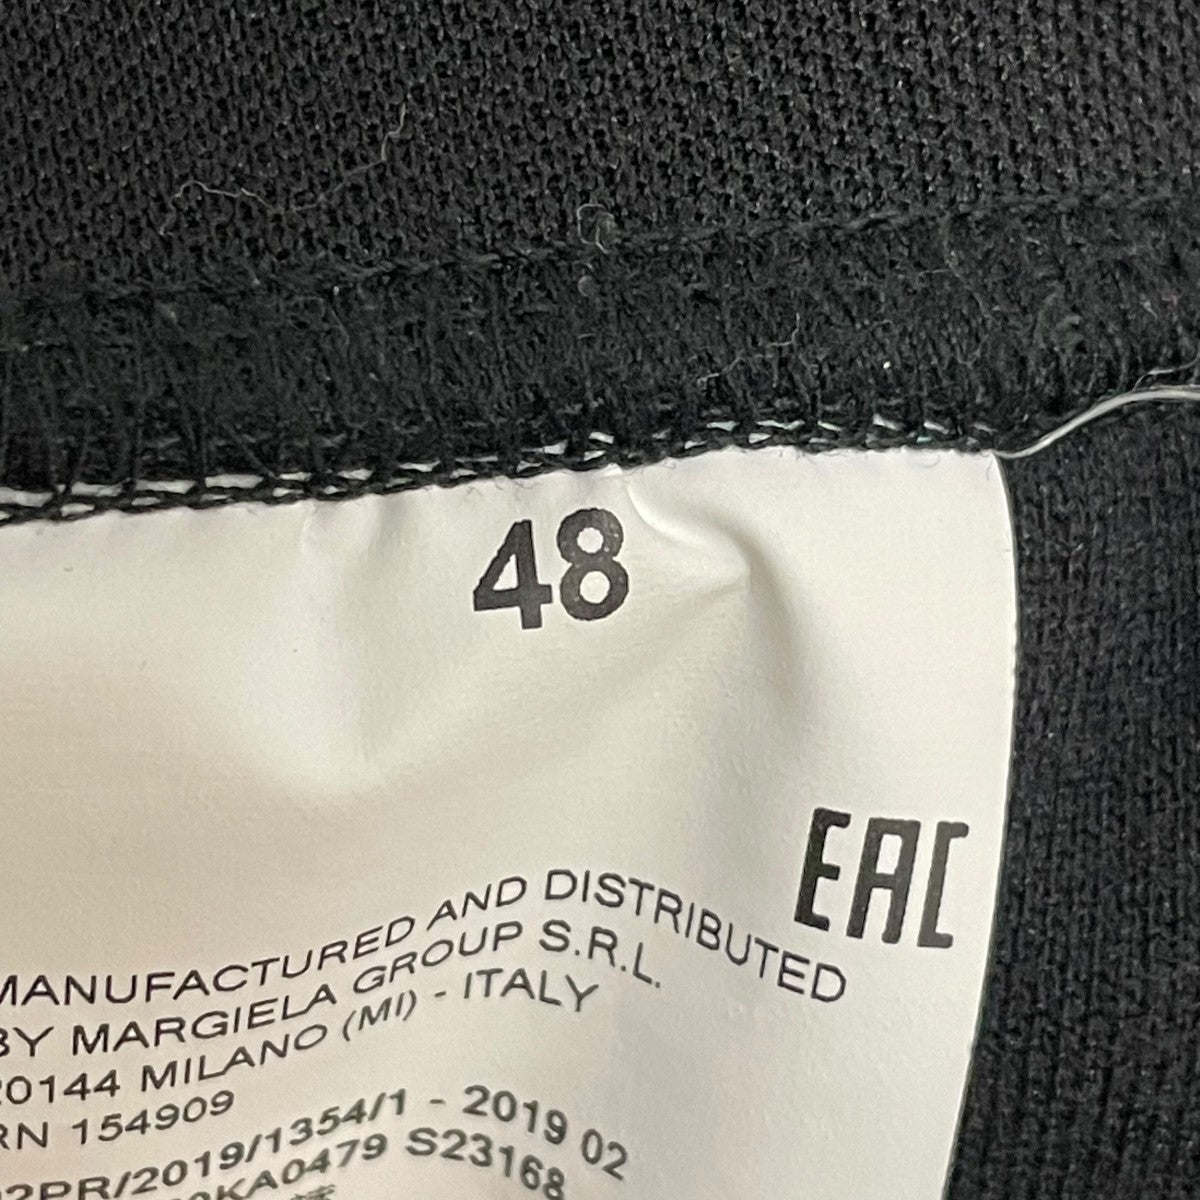 48
EAC
MANUFACTURED AND DISTRIBUTED
BY MARGIELA GROUP S.R.L.
20144 MILANO (MI) - ITALY
RN 154909
2PR/2019/1354/1 - 2019 02
KA0479 S23168